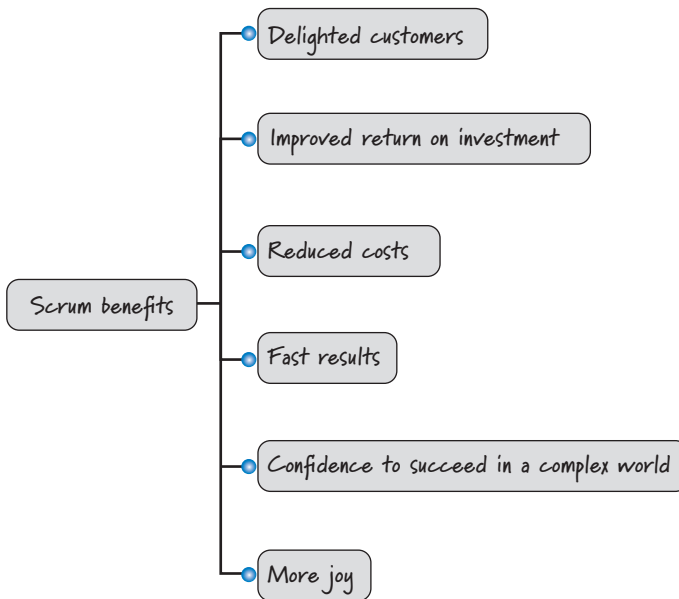 Delighted customers
Improved return on investment
Reduced costs
Scrum benefits
Fast results
Confidence to succeed in a complex world
More joy